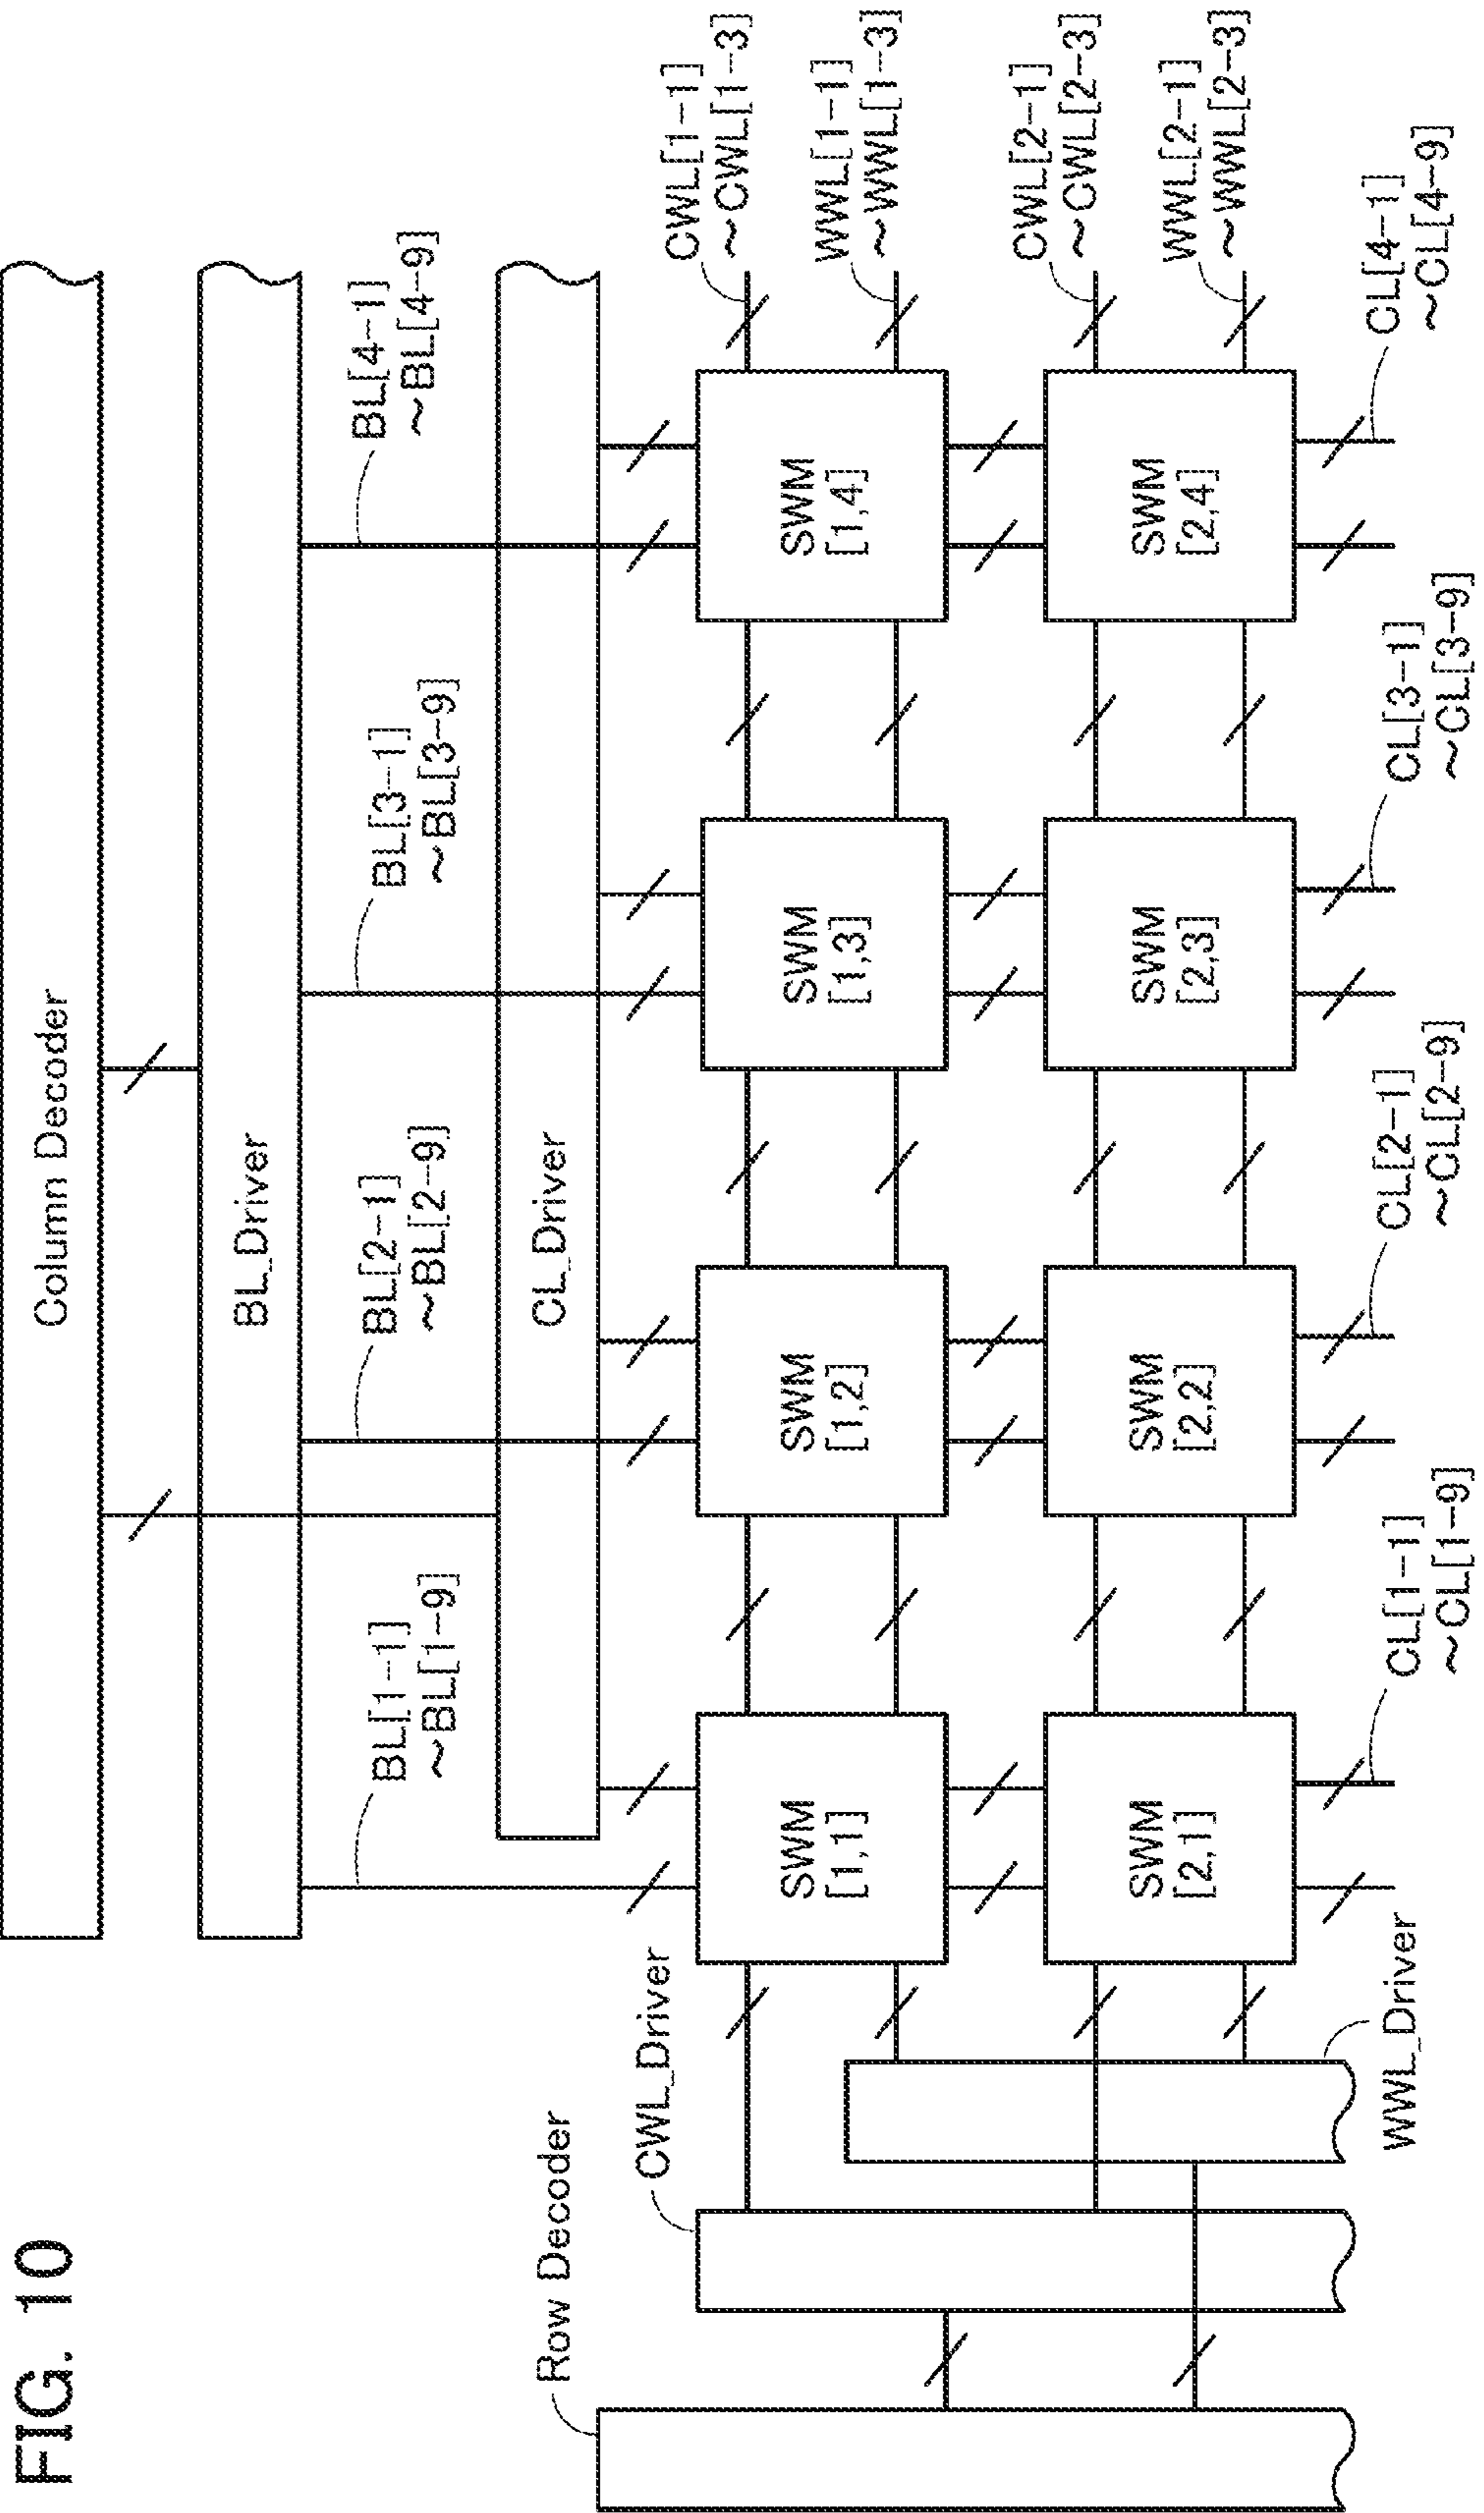 FIG. 10
Column Decoder
BL_Driver
BL[1-1]
~BL[1-9]
BL[2-1]
~BL[2-9]
BL[3-1]
~BL[3-9]
BL[4-1]
~BL[4-9]
CL_Driver
Row Decoder
CWL_Driver
SWM
[1,1]
SWM
[1,2]
SWM
[1,3]
SWM
[1,4]
CWL[1-1]
~CWL[1-3]
WWL[1-1]
~WWL[1-3]
SWM
[2,1]
SWM
[2,2]
SWM
[2,3]
SWM
[2,4]
CWL[2-1]
~CWL[2-3]
WWL[2-1]
~WWL[2-3]
WWL_Driver
CL[1-1]
~CL[1-9]
CL[2-1]
~CL[2-9]
CL[3-1]
~CL[3-9]
CL[4-1]
~CL[4-9]